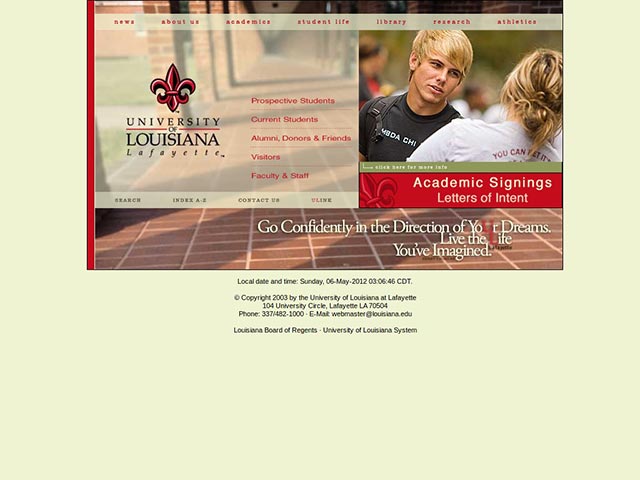 news about us academics student life library research athletics
UNIVERSITY
OF
LOUISIANA
Lafayette
Prospective Students
Current Students
Alumni, Donors & Friends
Visitors
Faculty & Staff
MBDA CHI
YOU CAN'T
click here for more info
Academic Signings
Letters of Intent
SEARCH INDEX A-Z CONTACT US ULINK
Go Confidently in the Direction of Your Dreams.
Live the Life
You've Imagined.
Local date and time: Sunday, 06-May-2012 03:06:46 CDT.
© Copyright 2003 by the University of Louisiana at Lafayette
104 University Circle, Lafayette LA 70504
Phone: 337/482-1000 · E-Mail: webmaster@louisiana.edu
Louisiana Board of Regents · University of Louisiana System